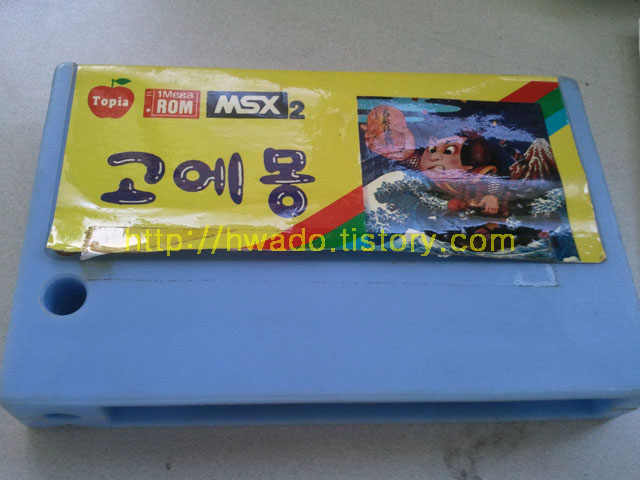 Topia
1Mega
ROM
MSX2
고에몽
http://hwado.tistory.com